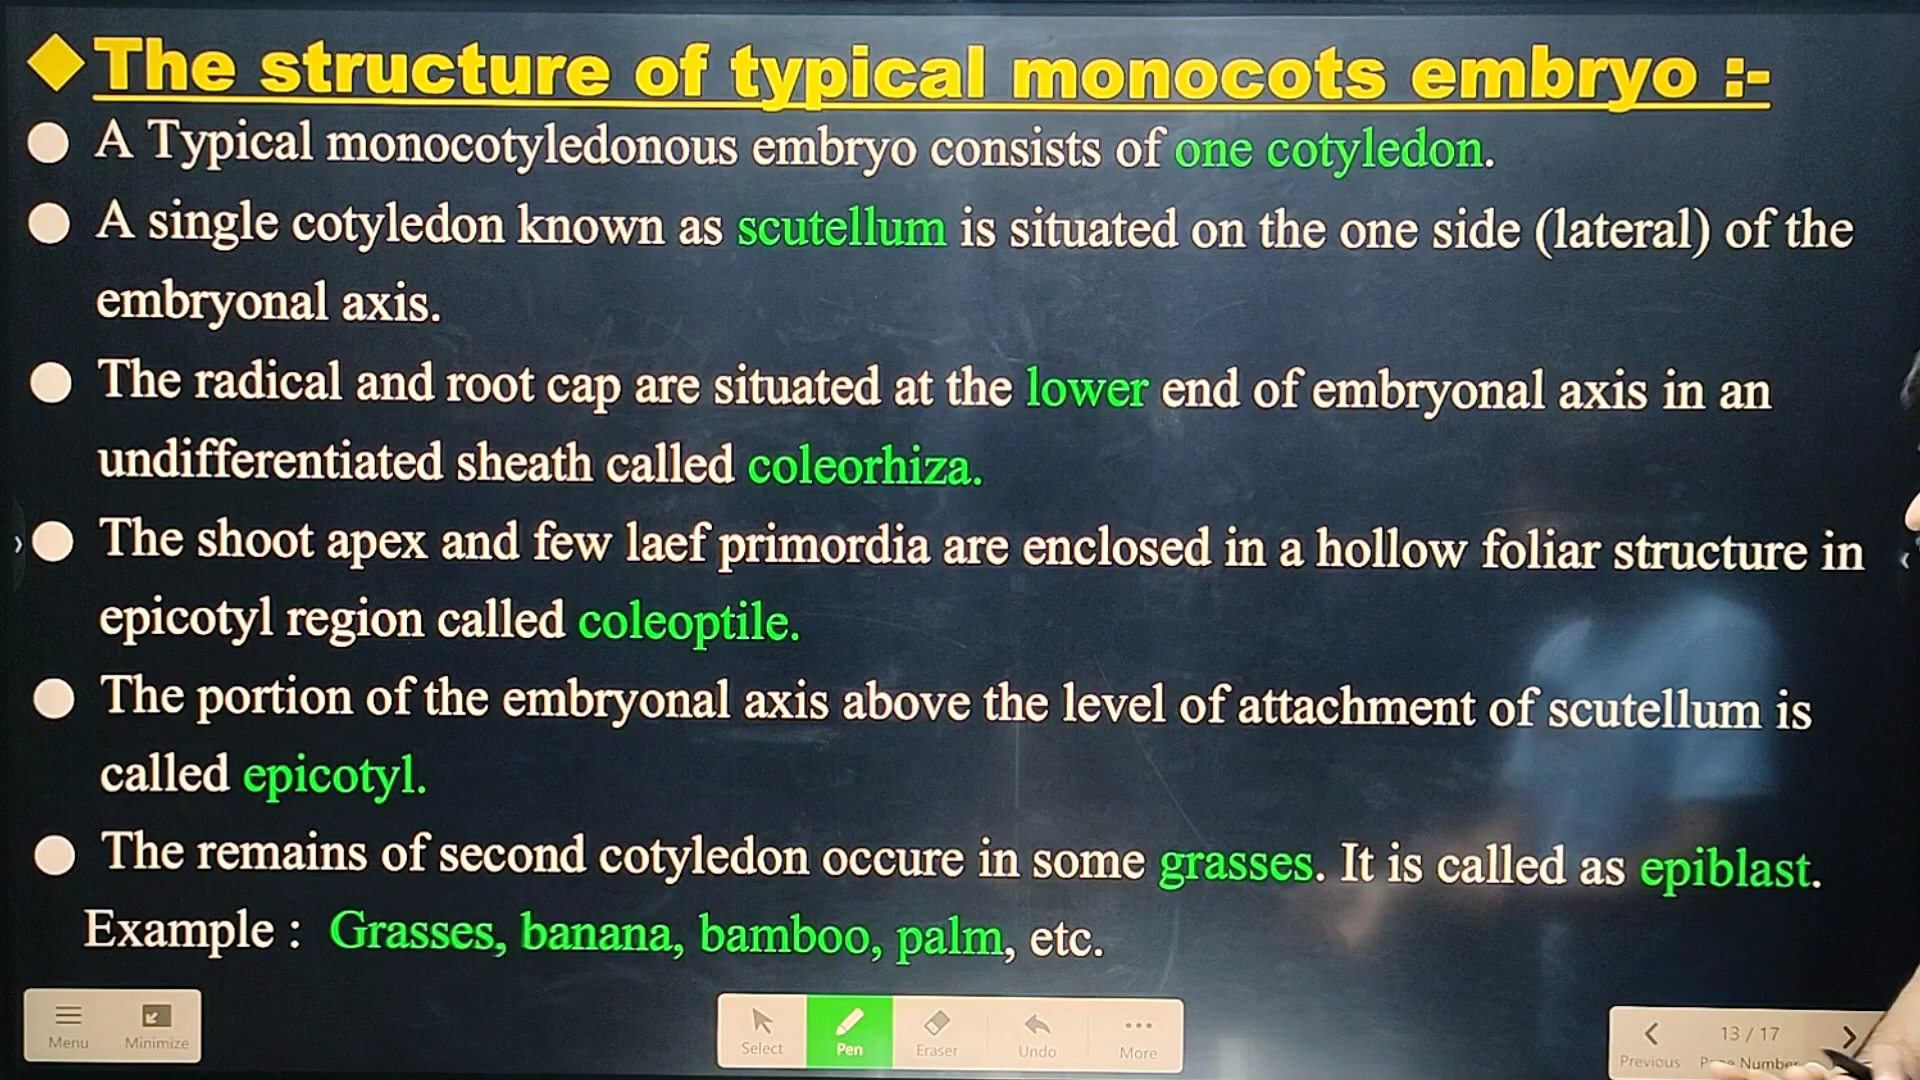 The structure of typical monocots embryo :-
A Typical monocotyledonous embryo consists of one cotyledon.
A single cotyledon known as scutellum is situated on the one side (lateral) of the
embryonal axis.
The radical and root cap are situated at the lower end of embryonal axis in an
undifferentiated sheath called coleorhiza.
The shoot apex and few laef primordia are enclosed in a hollow foliar structure in
epicotyl region called coleoptile.
The portion of the embryonal axis above the level of attachment of scutellum is
called epicotyl.
The remains of second cotyledon occure in some grasses. It is called as epiblast.
Example : Grasses, banana, bamboo, palm, etc.
Menu Minimize Select Pen Eraser Undo More
13 / 17
Previous Number